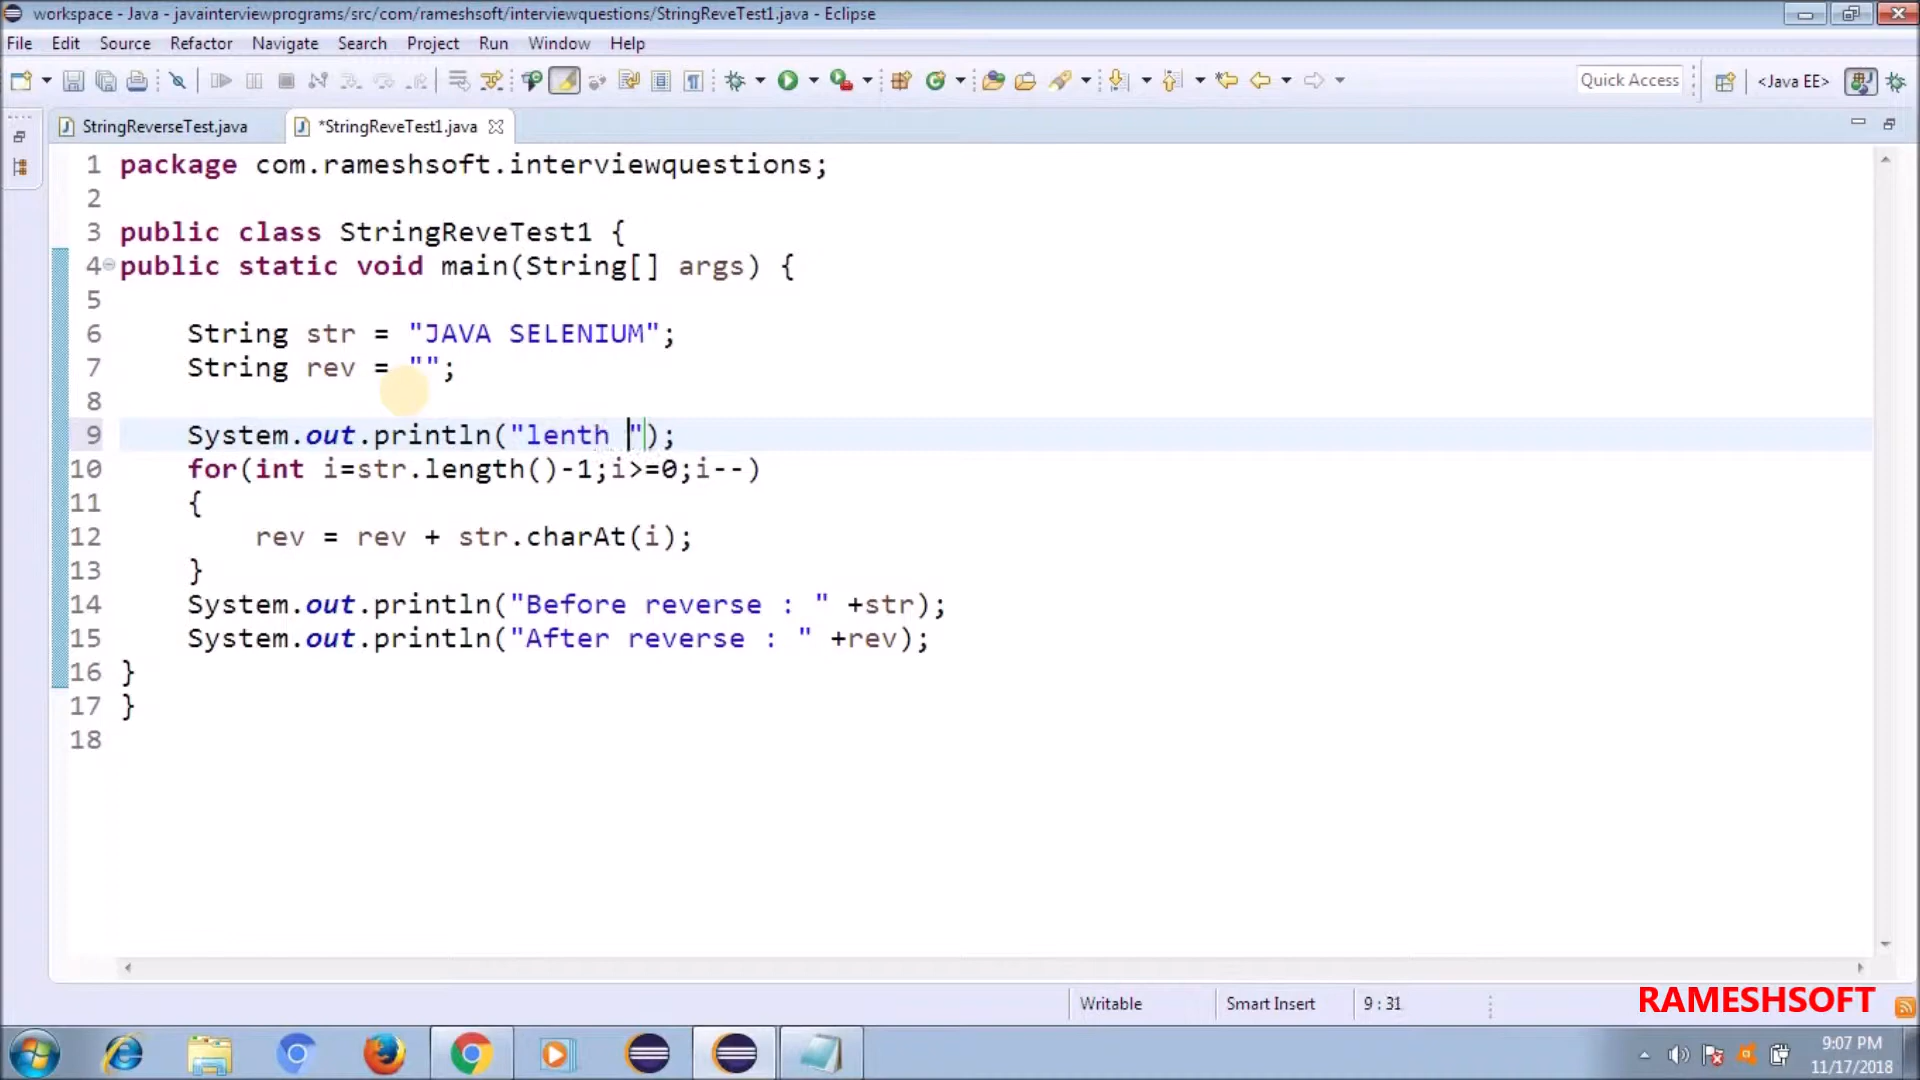 workspace - Java - javainterviewprograms/src/com/rameshsoft/interviewquestions/StringReveTest1.java - Eclipse
File Edit Source Refactor Navigate Search Project Run Window Help
Quick Access <Java EE>
StringReverseTest.java *StringReveTest1.java
1 package com.rameshsoft.interviewquestions;
2
3 public class StringReveTest1 {
4 public static void main(String[] args) {
5
6 String str = "JAVA SELENIUM";
7 String rev = "";
8
9 System.out.println("lenth ");
10 for(int i=str.length()-1;i>=0;i--)
11 {
12 rev = rev + str.charAt(i);
13 }
14 System.out.println("Before reverse : " +str);
15 System.out.println("After reverse : " +rev);
16 }
17 }
18
Writable Smart Insert 9 : 31
RAMESHSOFT
9:07 PM
11/17/2018